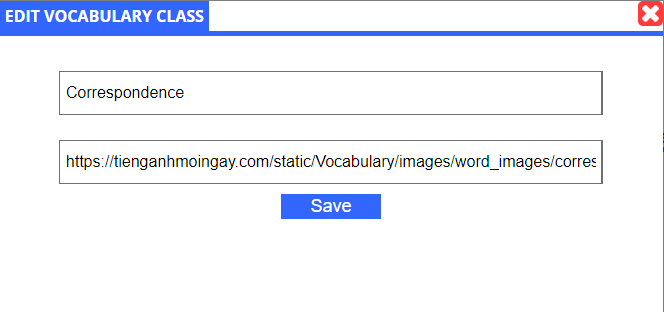 EDIT VOCABULARY CLASS
Correspondence
https://tienganhmoingay.com/static/Vocabulary/images/word_images/corres
Save